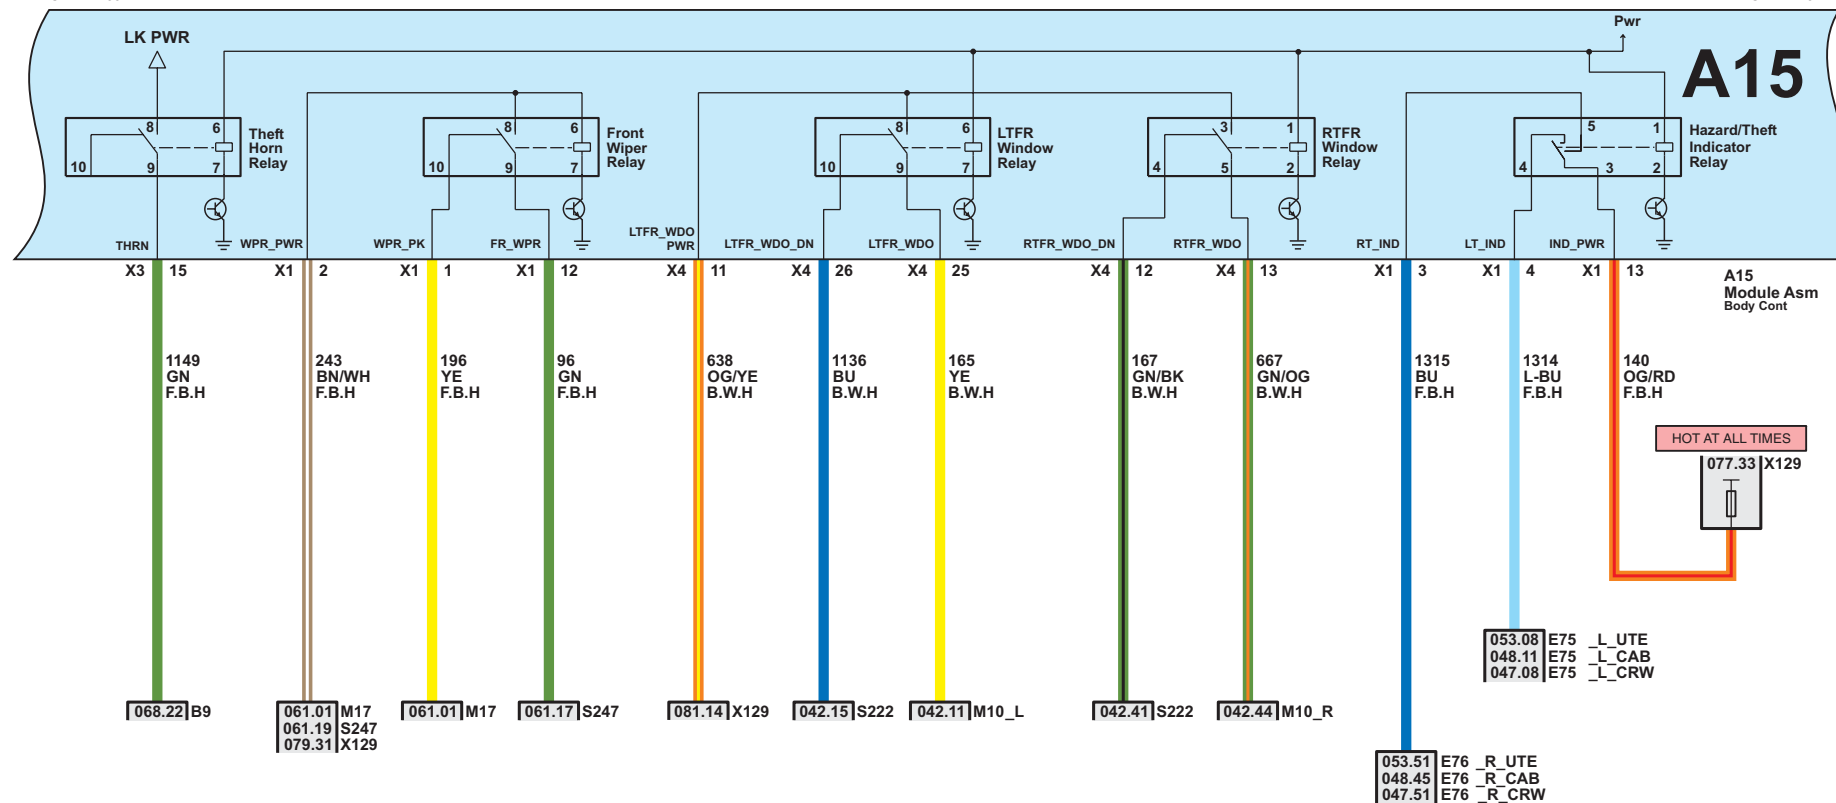 Pwr
LK PWR
A15
8 6
10 9 7
Theft
Horn
Relay
8 6
10 9 7
Front
Wiper
Relay
8 6
10 9 7
LTFR
Window
Relay
3 1
4 5 2
RTFR
Window
Relay
5 1
4 3 2
Hazard/Theft
Indicator
Relay
THRN
WPR_PWR
WPR_PK
FR_WPR
LTFR_WDO
PWR
LTFR_WDO_DN
LTFR_WDO
RTFR_WDO_DN
RTFR_WDO
RT_IND
LT_IND
IND_PWR
X3 15
X1 2
X1 1
X1 12
X4 11
X4 26
X4 25
X4 12
X4 13
X1 3
X1 4
X1 13
A15
Module Asm
Body Cont
1149
GN
F.B.H
243
BN/WH
F.B.H
196
YE
F.B.H
96
GN
F.B.H
638
OG/YE
B.W.H
1136
BU
B.W.H
165
YE
B.W.H
167
GN/BK
B.W.H
667
GN/OG
B.W.H
1315
BU
F.B.H
1314
L-BU
F.B.H
140
OG/RD
F.B.H
HOT AT ALL TIMES
077.33 X129
053.08 E75 _L_UTE
048.11 E75 _L_CAB
047.08 E75 _L_CRW
068.22 B9
061.01 M17
061.19 S247
079.31 X129
061.01 M17
061.17 S247
081.14 X129
042.15 S222
042.11 M10_L
042.41 S222
042.44 M10_R
053.51 E76 _R_UTE
048.45 E76 _R_CAB
047.51 E76 _R_CRW